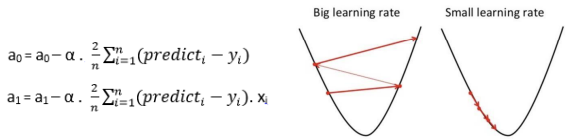 Big learning rate
Small learning rate
a₀ = a₀ − α . 2/n ∑ⁿᵢ₌₁(predictᵢ − yᵢ)
a₁ = a₁ − α . 2/n ∑ⁿᵢ₌₁(predictᵢ − yᵢ). xᵢ